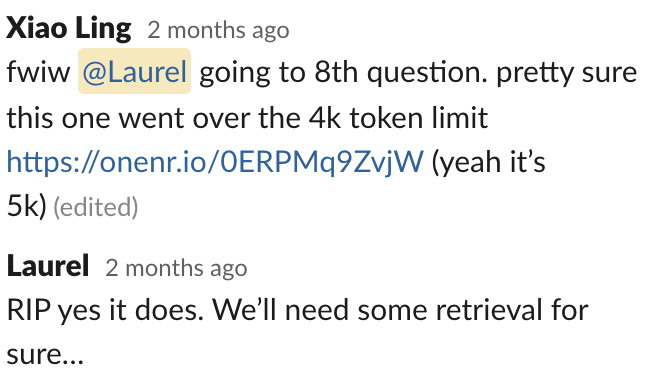 Xiao Ling 2 months ago
fwiw @Laurel going to 8th question. pretty sure
this one went over the 4k token limit
https://onenr.io/0ERPMq9ZvjW (yeah it’s
5k) (edited)
Laurel 2 months ago
RIP yes it does. We’ll need some retrieval for
sure...